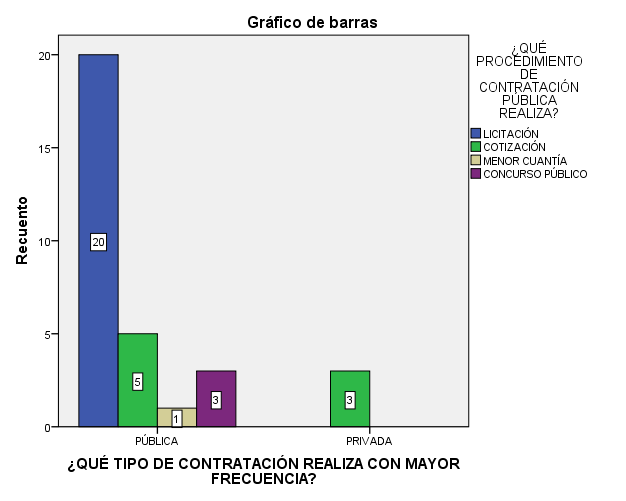 Gráfico de barras
¿QUÉ
PROCEDIMIENTO
DE
CONTRATACIÓN
PÚBLICA
REALIZA?
LICITACIÓN
COTIZACIÓN
MENOR CUANTÍA
CONCURSO PÚBLICO
Recuento
20
15
10
5
0
20
5
1
3
3
PÚBLICA
PRIVADA
¿QUÉ TIPO DE CONTRATACIÓN REALIZA CON MAYOR
FRECUENCIA?